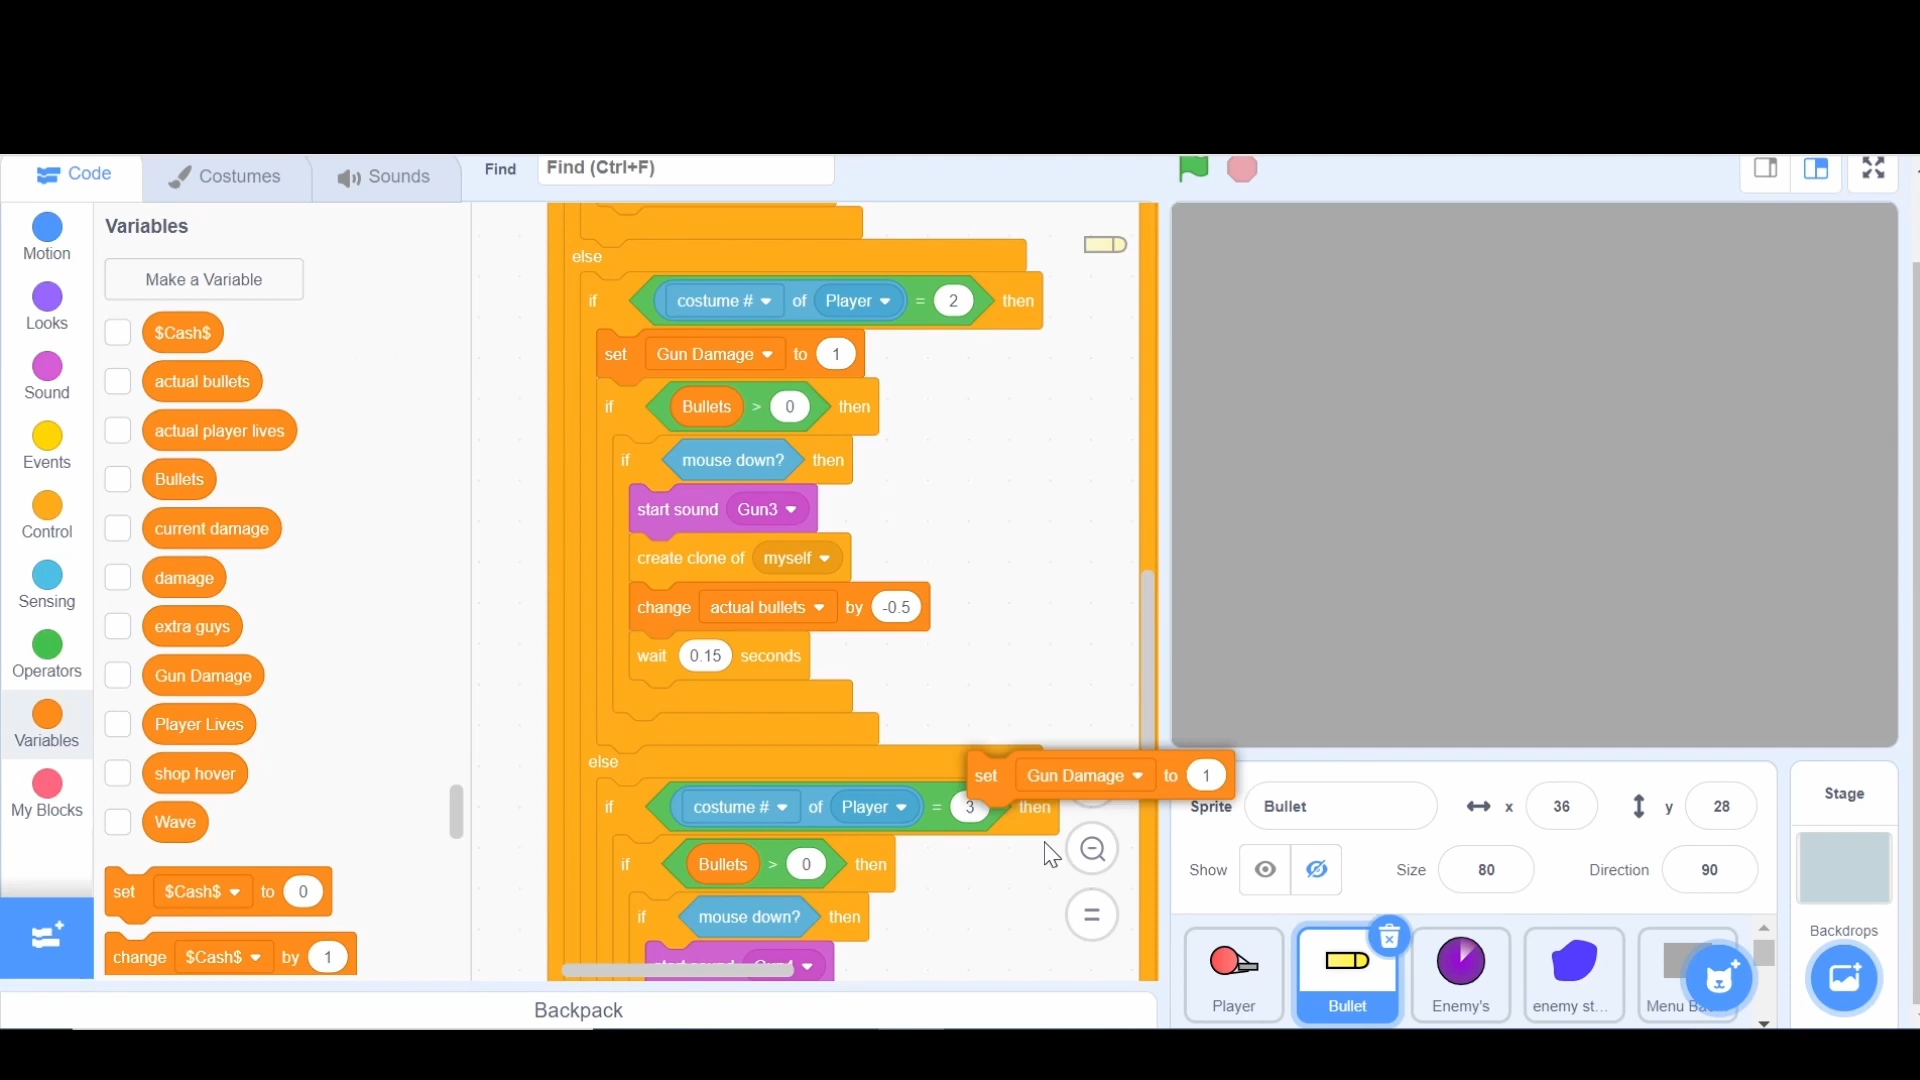 Code
Costumes
Sounds
Find
Find (Ctrl+F)
Motion
Looks
Sound
Events
Control
Sensing
Operators
Variables
My Blocks
Variables
Make a Variable
$Cash$
actual bullets
actual player lives
Bullets
current damage
damage
extra guys
Gun Damage
Player Lives
shop hover
Wave
set $Cash$ to 0
change $Cash$ by 1
else
if costume # of Player = 2 then
set Gun Damage to 1
if Bullets > 0 then
if mouse down? then
start sound Gun3
create clone of myself
change actual bullets by -0.5
wait 0.15 seconds
else
set Gun Damage to 1
if costume # of Player = 3 then
if Bullets > 0 then
if mouse down? then
Backpack
Sprite Bullet x 36 y 28
Show Size 80 Direction 90
Player
Bullet
Enemy's
enemy st...
Menu
Stage
Backdrops